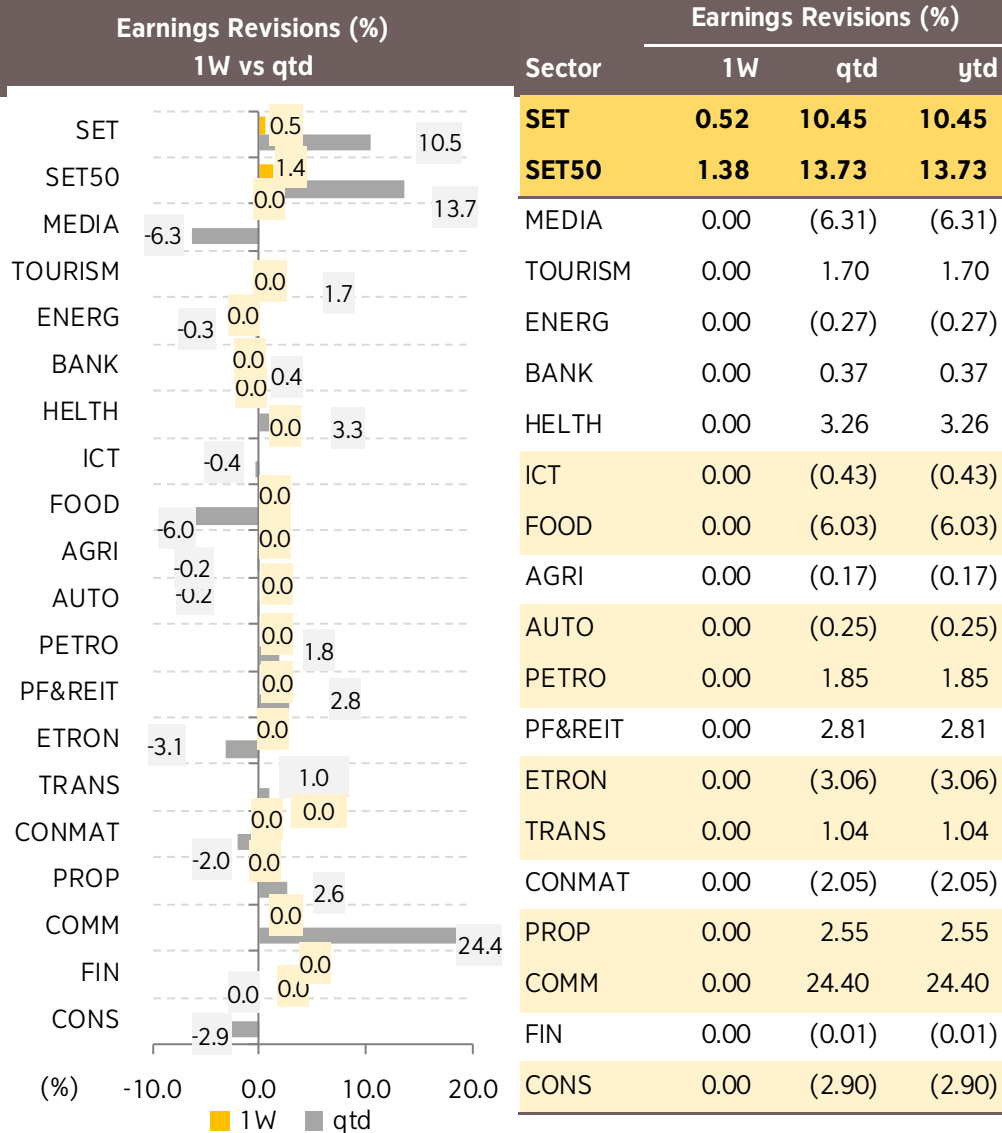 Earnings Revisions (%)
1W vs qtd
SET
0.5
10.5
SET50
1.4
13.7
0.0
MEDIA
-6.3
TOURISM
0.0
1.7
ENERG
0.0
-0.3
BANK
0.0
0.4
0.0
HELTH
0.0
3.3
ICT
-0.4
FOOD
0.0
-6.0
AGRI
0.0
-0.2
AUTO
0.0
-0.2
PETRO
0.0
1.8
PF&REIT
0.0
2.8
ETRON
0.0
-3.1
TRANS
1.0
0.0
CONMAT
0.0
-2.0
0.0
PROP
2.6
COMM
0.0
24.4
FIN
0.0
0.0
0.0
CONS
-2.9
(%) -10.0 0.0 10.0 20.0
1W qtd
Earnings Revisions (%)
Sector 1W qtd ytd
SET 0.52 10.45 10.45
SET50 1.38 13.73 13.73
MEDIA 0.00 (6.31) (6.31)
TOURISM 0.00 1.70 1.70
ENERG 0.00 (0.27) (0.27)
BANK 0.00 0.37 0.37
HELTH 0.00 3.26 3.26
ICT 0.00 (0.43) (0.43)
FOOD 0.00 (6.03) (6.03)
AGRI 0.00 (0.17) (0.17)
AUTO 0.00 (0.25) (0.25)
PETRO 0.00 1.85 1.85
PF&REIT 0.00 2.81 2.81
ETRON 0.00 (3.06) (3.06)
TRANS 0.00 1.04 1.04
CONMAT 0.00 (2.05) (2.05)
PROP 0.00 2.55 2.55
COMM 0.00 24.40 24.40
FIN 0.00 (0.01) (0.01)
CONS 0.00 (2.90) (2.90)